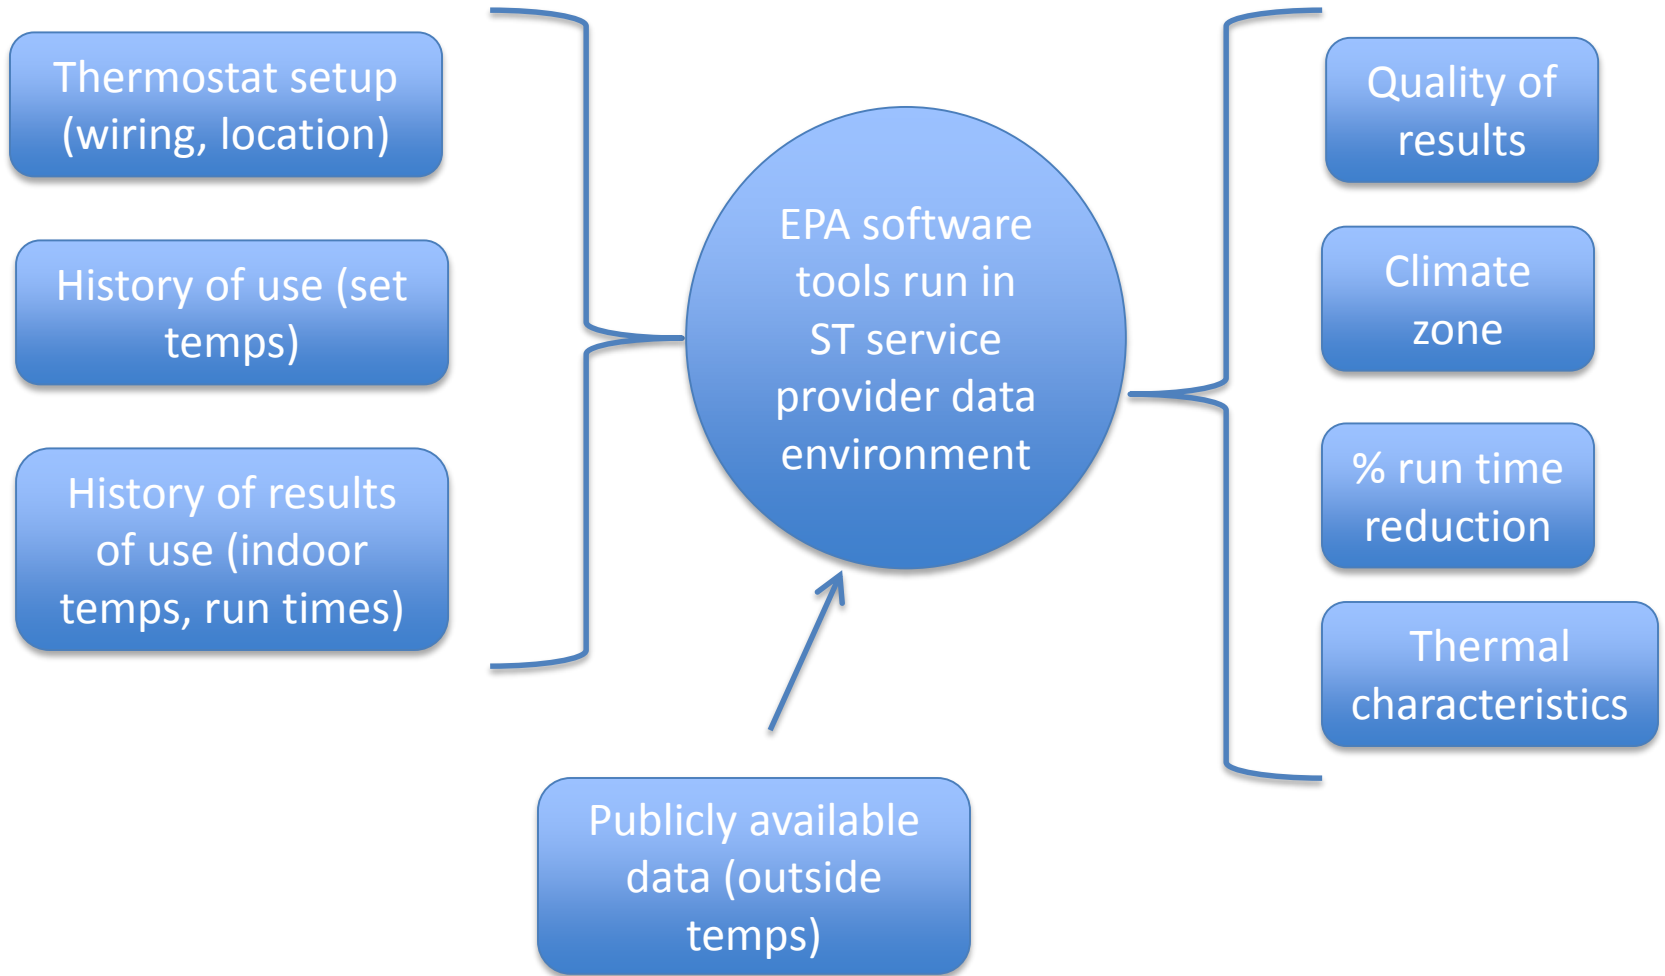 Thermostat setup
(wiring, location)
History of use (set
temps)
History of results
of use (indoor
temps, run times)
EPA software
tools run in
ST service
provider data
environment
Publicly available
data (outside
temps)
Quality of
results
Climate
zone
% run time
reduction
Thermal
characteristics